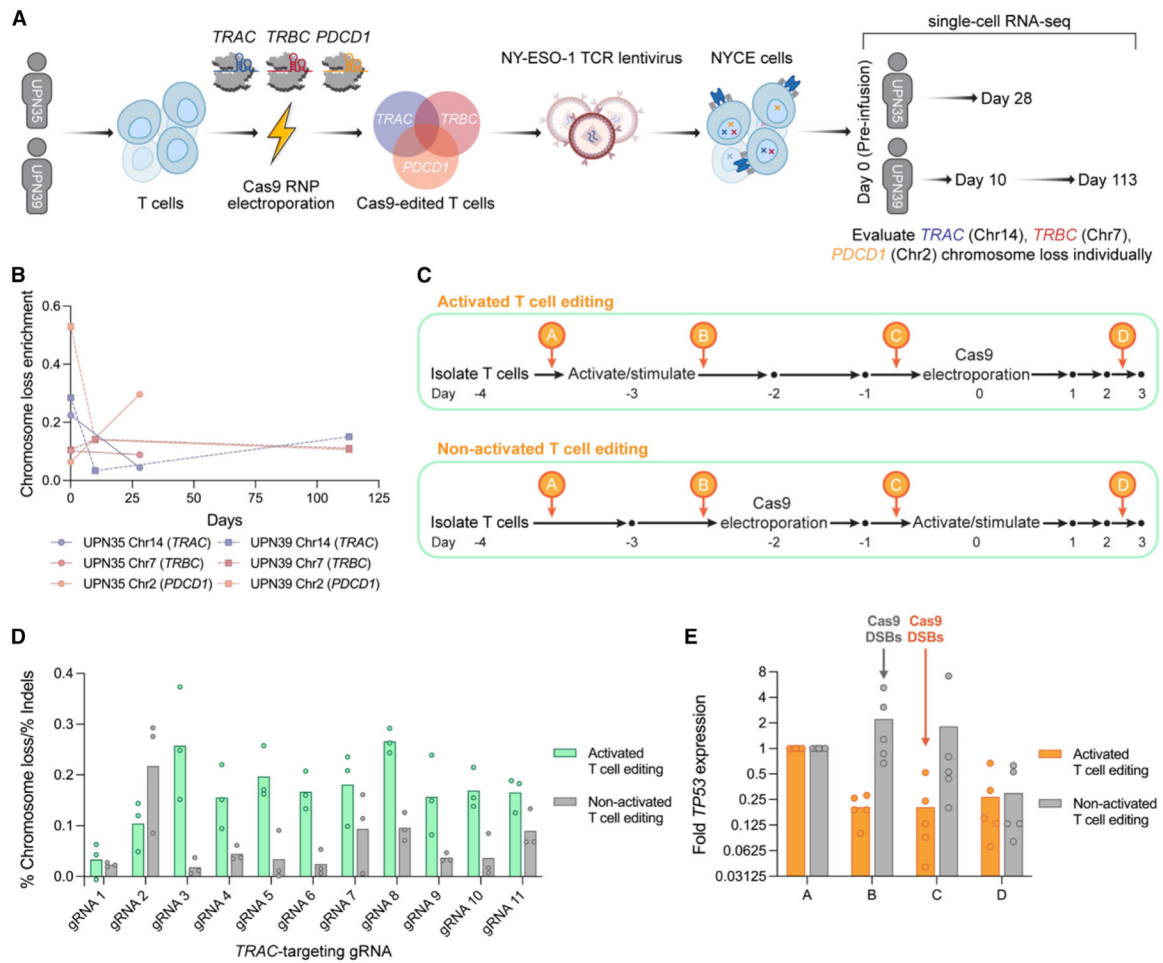 A
TRAC TRBC PDCD1
UPN35
UPN39
T cells
Cas9 RNP
electroporation
TRAC
TRBC
PDCD1
Cas9-edited T cells
NY-ESO-1 TCR lentivirus
NYCE cells
single-cell RNA-seq
Day 0 (Pre-infusion)
UPN35
Day 28
UPN39
Day 10
Day 113
Evaluate TRAC (Chr14), TRBC (Chr7),
PDCD1 (Chr2) chromosome loss individually
B
Chromosome loss enrichment
0.6
0.4
0.2
0.0
0 25 50 75 100 125
Days
UPN35 Chr14 (TRAC)
UPN35 Chr7 (TRBC)
UPN35 Chr2 (PDCD1)
UPN39 Chr14 (TRAC)
UPN39 Chr7 (TRBC)
UPN39 Chr2 (PDCD1)
C
Activated T cell editing
A B C D
Isolate T cells
Activate/stimulate
Cas9
electroporation
Day -4 -3 -2 -1 0 1 2 3
Non-activated T cell editing
A B C D
Isolate T cells
Cas9
electroporation
Activate/stimulate
Day -4 -3 -2 -1 0 1 2 3
D
% Chromosome loss/% Indels
0.4
0.3
0.2
0.1
0.0
gRNA 1
gRNA 2
gRNA 3
gRNA 4
gRNA 5
gRNA 6
gRNA 7
gRNA 8
gRNA 9
gRNA 10
gRNA 11
TRAC-targeting gRNA
Activated
T cell editing
Non-activated
T cell editing
E
Cas9
DSBs
Cas9
DSBs
Fold TP53 expression
8
4
2
1
0.5
0.25
0.125
0.0625
0.03125
A B C D
Activated
T cell editing
Non-activated
T cell editing